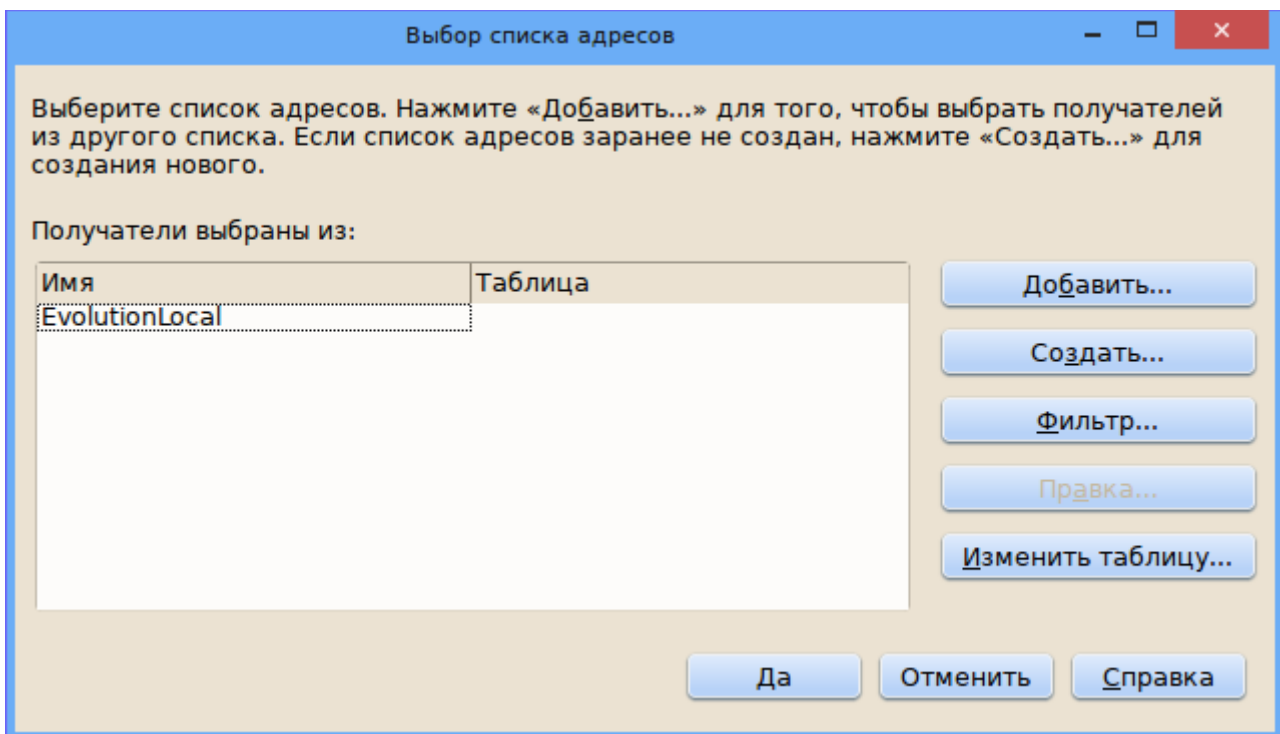 Выбор списка адресов
Выберите список адресов. Нажмите «Добавить...» для того, чтобы выбрать получателей
из другого списка. Если список адресов заранее не создан, нажмите «Создать...» для
создания нового.
Получатели выбраны из:
Имя Таблица
EvolutionLocal
Добавить...
Создать...
Фильтр...
Правка...
Изменить таблицу...
Да Отменить Справка